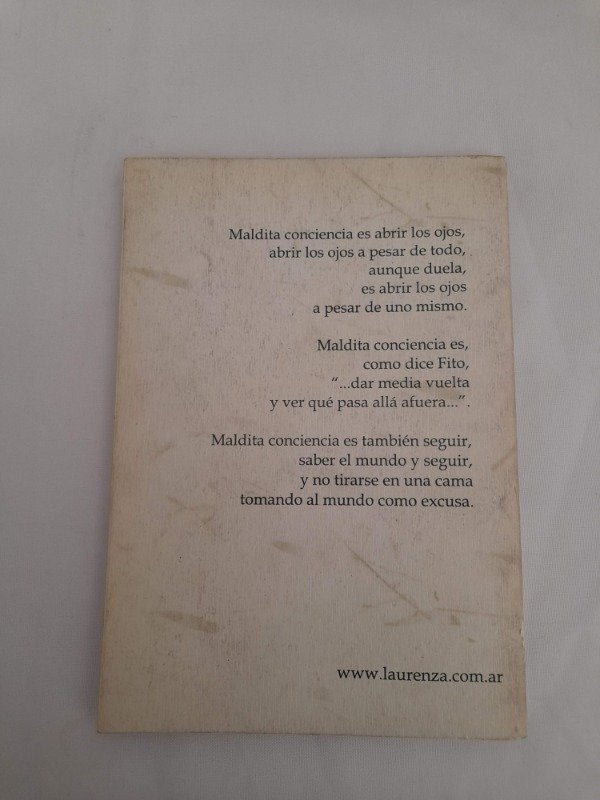 Maldita conciencia es abrir los ojos,
abrir los ojos a pesar de todo,
aunque duela,
es abrir los ojos
a pesar de uno mismo.
Maldita conciencia es,
como dice Fito,
“...dar media vuelta
y ver qué pasa allá afuera...”.
Maldita conciencia es también seguir,
saber el mundo y seguir,
y no tirarse en una cama
tomando al mundo como excusa.
www.laurenza.com.ar